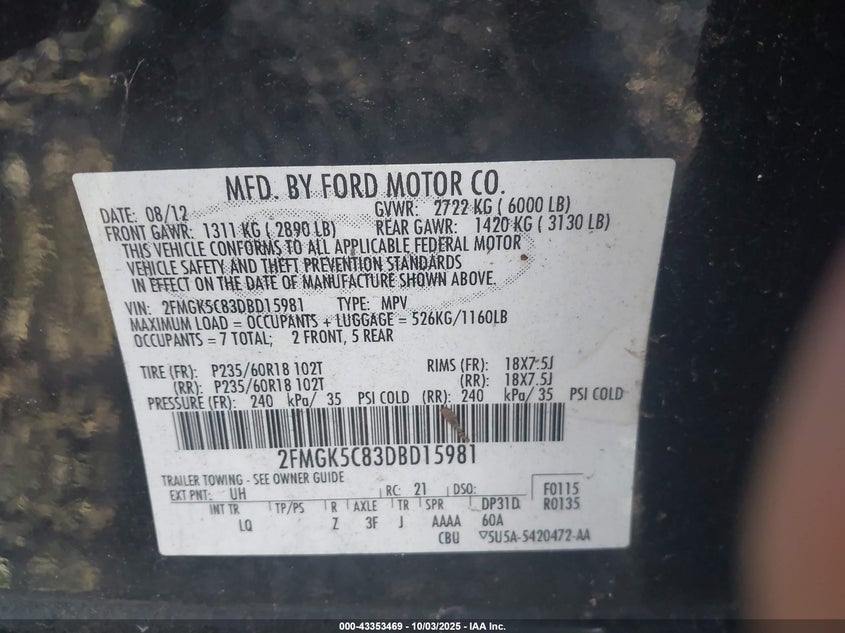 MFD. BY FORD MOTOR CO.
DATE: 08/12 GVWR: 2722 KG ( 6000 LB)
FRONT GAWR: 1311 KG ( 2890 LB) REAR GAWR: 1420 KG ( 3130 LB)
THIS VEHICLE CONFORMS TO ALL APPLICABLE FEDERAL MOTOR
VEHICLE SAFETY AND THEFT PREVENTION STANDARDS
IN EFFECT ON THE DATE OF MANUFACTURE SHOWN ABOVE.
VIN: 2FMGK5C83DBD15981 TYPE: MPV
MAXIMUM LOAD = OCCUPANTS + LUGGAGE = 526KG/1160LB
OCCUPANTS = 7 TOTAL; 2 FRONT, 5 REAR
TIRE (FR): P235/60R18 102T RIMS (FR): 18X7.5J
(RR): P235/60R18 102T (RR): 18X7.5J
PRESSURE (FR): 240 kPa/ 35 PSI COLD (RR): 240 kPa/ 35 PSI COLD
2FMGK5C83DBD15981
TRAILER TOWING - SEE OWNER GUIDE
EXT PNT: UH RC: 21 DSO: F0115
INT TR TP/PS R AXLE TR SPR DP31D R0135
LQ Z 3F J AAAA 60A
CBU ▽5U5A-5420472-AA
000-43353469 - 10/03/2025 - IAA Inc.